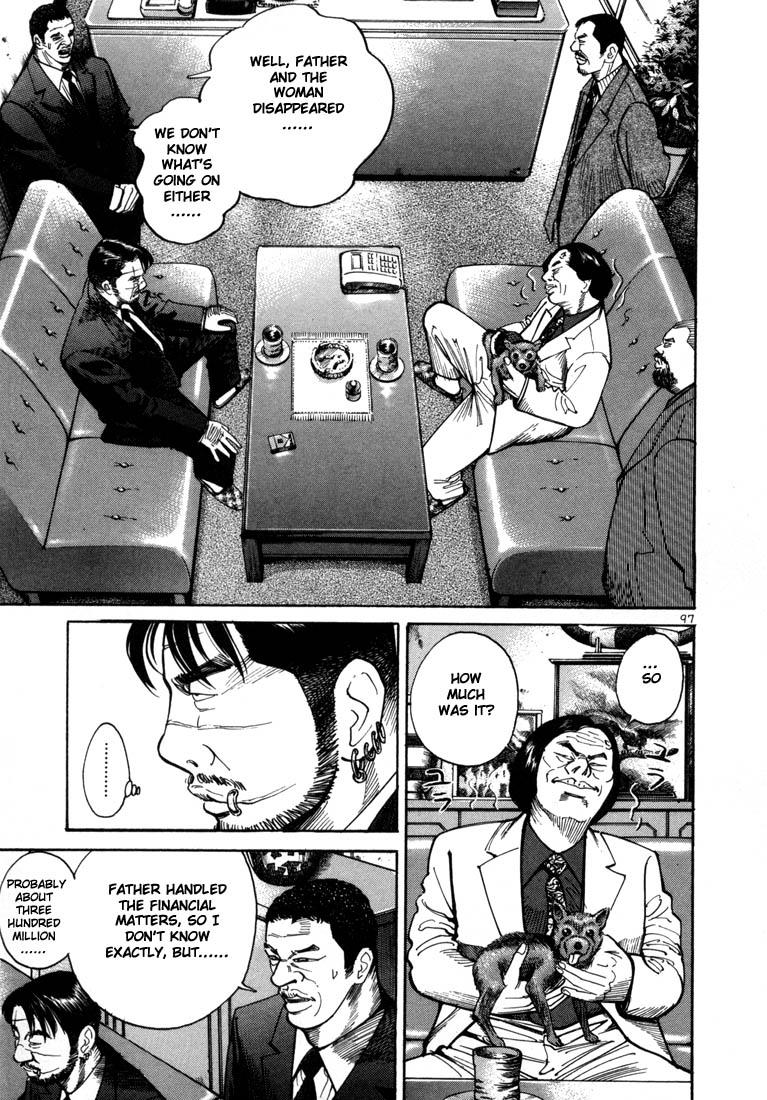 WELL, FATHER
AND THE
WOMAN
DISAPPEARED
......
WE DON'T
KNOW
WHAT'S
GOING ON
EITHER
......
97
...
SO
HOW
MUCH
WAS IT?
.........
FATHER HANDLED
THE FINANCIAL
MATTERS, SO I
DON'T KNOW
EXACTLY, BUT......
PROBABLY
ABOUT
THREE
HUNDRED
MILLION
......